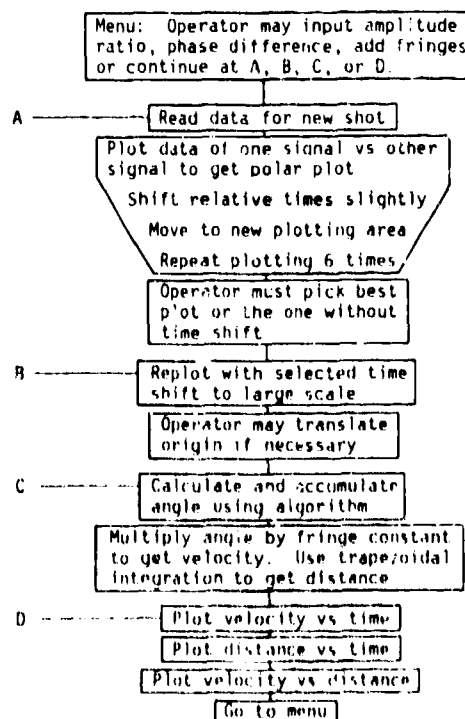 Menu: Operator may input amplitude
ratio, phase difference, add fringes
or continue at A, B, C, or D.
A
Read data for new shot
Plot data of one signal vs other
signal to get polar plot
Shift relative times slightly
Move to new plotting area
Repeat plotting 6 times
Operator must pick best
plot or the one without
time shift
B
Replot with selected time
shift to large scale
Operator may translate
origin if necessary
C
Calculate and accumulate
angle using algorithm
Multiply angle by fringe constant
to get velocity. Use trapezoidal
integration to get distance
D
Plot velocity vs time
Plot distance vs time
Plot velocity vs distance
Go to menu